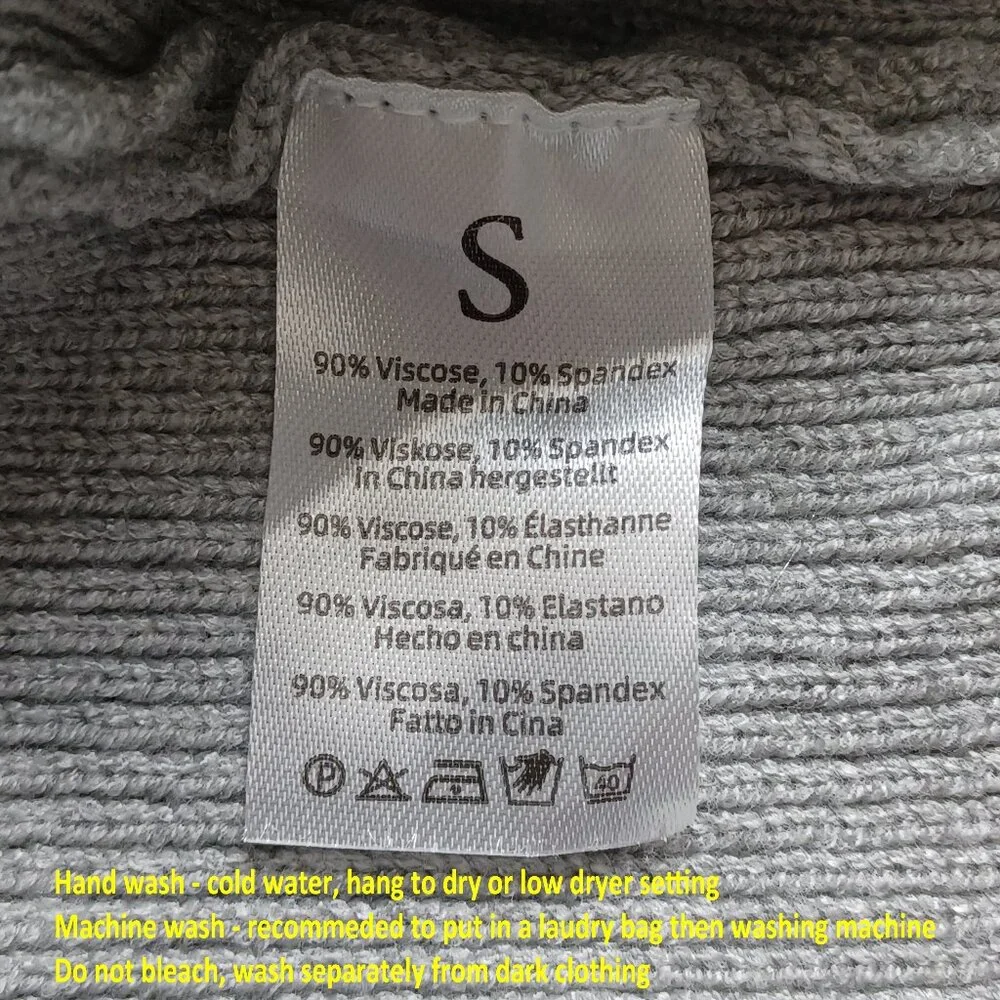 S
90% Viscose, 10% Spandex
Made in China
90% Viskose, 10% Spandex
in China hergestellt
90% Viscose, 10% Élasthanne
Fabriqué en Chine
90% Viscosa, 10% Elastano
Hecho en china
90% Viscosa, 10% Spandex
Fatto in Cina
P 40
Hand wash - cold water, hang to dry or low dryer setting
Machine wash - recommeded to put in a laudry bag then washing machine
Do not bleach, wash separately from dark clothing